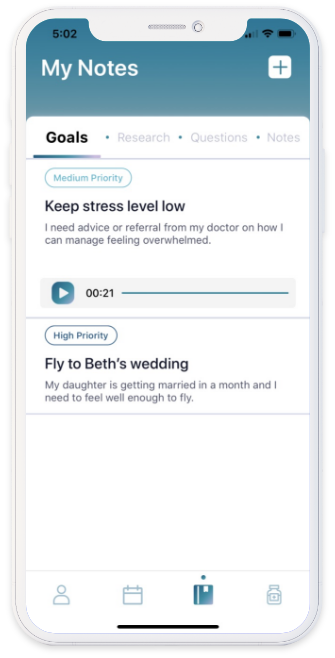 5:02
My Notes
Goals • Research • Questions • Notes
Medium Priority
Keep stress level low
I need advice or referral from my doctor on how I
can manage feeling overwhelmed.
00:21
High Priority
Fly to Beth's wedding
My daughter is getting married in a month and I
need to feel well enough to fly.